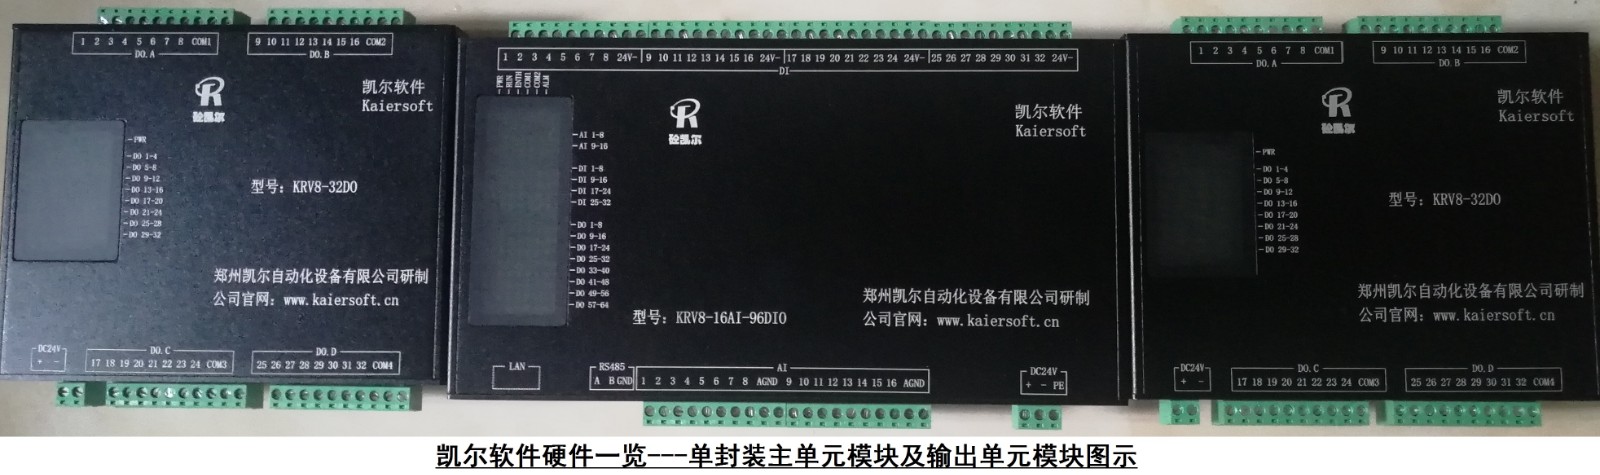 1 2 3 4 5 6 7 8 COM1
DO.A
9 10 11 12 13 14 15 16 COM2
DO.B
砼凯尔
凯尔软件
Kaiersoft
PWR
DO 1-4
DO 5-8
DO 9-12
DO 13-16
DO 17-20
DO 21-24
DO 25-28
DO 29-32
型号：KRV8-32DO
郑州凯尔自动化设备有限公司研制
公司官网：www.kaiersoft.cn
DC24V
+ -
DO.C
17 18 19 20 21 22 23 24 COM3
DO.D
25 26 27 28 29 30 31 32 COM4
1 2 3 4 5 6 7 8 24V- 9 10 11 12 13 14 15 16 24V- 17 18 19 20 21 22 23 24 24V- 25 26 27 28 29 30 31 32 24V-
DI
PWR
RUN
COM1
COM2
ALM
砼凯尔
凯尔软件
Kaiersoft
AI 1-8
AI 9-16
DI 1-8
DI 9-16
DI 17-24
DI 25-32
DO 1-8
DO 9-16
DO 17-24
DO 25-32
DO 33-40
DO 41-48
DO 49-56
DO 57-64
型号：KRV8-16AI-96DIO
郑州凯尔自动化设备有限公司研制
公司官网：www.kaiersoft.cn
LAN
RS485
A B GND
AI
1 2 3 4 5 6 7 8 AGND 9 10 11 12 13 14 15 16 AGND
DC24V
+ - PE
1 2 3 4 5 6 7 8 COM1
DO.A
9 10 11 12 13 14 15 16 COM2
DO.B
砼凯尔
凯尔软件
Kaiersoft
PWR
DO 1-4
DO 5-8
DO 9-12
DO 13-16
DO 17-20
DO 21-24
DO 25-28
DO 29-32
型号：KRV8-32DO
郑州凯尔自动化设备有限公司研制
公司官网：www.kaiersoft.cn
DC24V
+ -
DO.C
17 18 19 20 21 22 23 24 COM3
DO.D
25 26 27 28 29 30 31 32 COM4
凯尔软件硬件一览---单封装主单元模块及输出单元模块图示